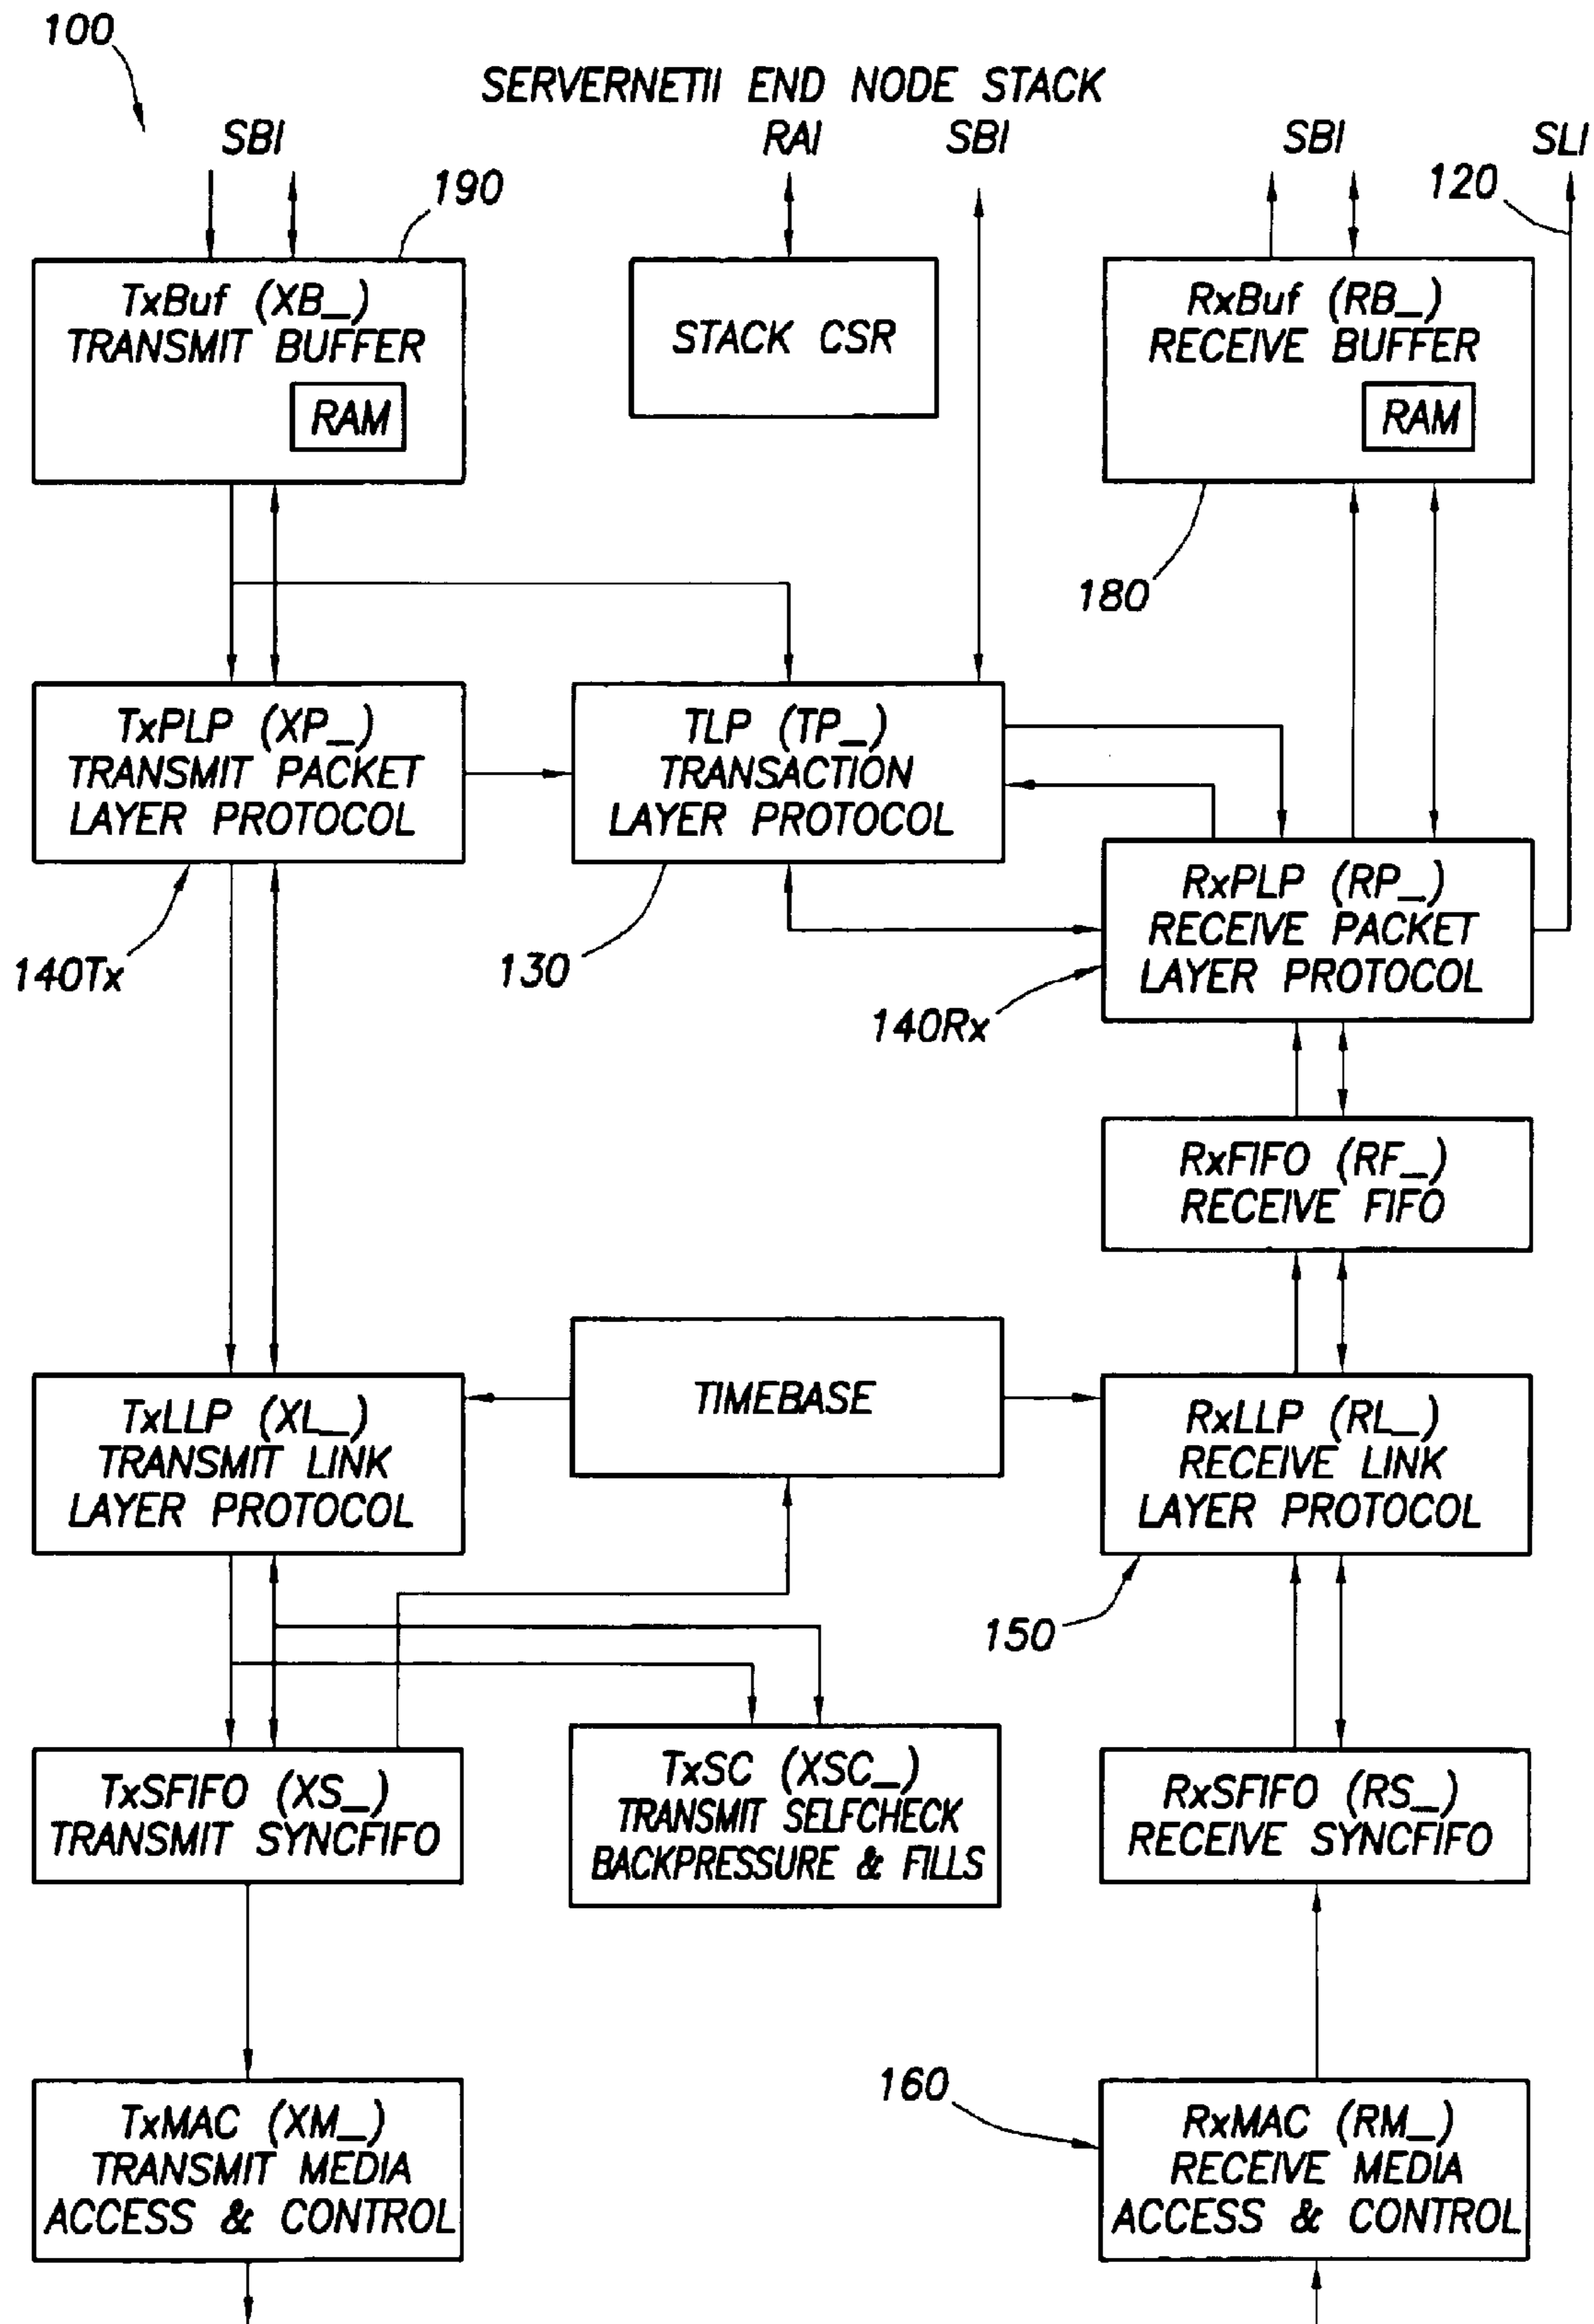 100
SERVERNETII END NODE STACK
SBI
RAI
SBI
SBI
SLI
190
120
TxBuf (XB_)
TRANSMIT BUFFER
RAM
STACK CSR
RxBuf (RB_)
RECEIVE BUFFER
RAM
180
TxPLP (XP_)
TRANSMIT PACKET
LAYER PROTOCOL
TLP (TP_)
TRANSACTION
LAYER PROTOCOL
RxPLP (RP_)
RECEIVE PACKET
LAYER PROTOCOL
140Tx
130
140Rx
RxFIFO (RF_)
RECEIVE FIFO
TxLLP (XL_)
TRANSMIT LINK
LAYER PROTOCOL
TIMEBASE
RxLLP (RL_)
RECEIVE LINK
LAYER PROTOCOL
150
TxSFIFO (XS_)
TRANSMIT SYNCFIFO
TxSC (XSC_)
TRANSMIT SELFCHECK
BACKPRESSURE & FILLS
RxSFIFO (RS_)
RECEIVE SYNCFIFO
160
TxMAC (XM_)
TRANSMIT MEDIA
ACCESS & CONTROL
RxMAC (RM_)
RECEIVE MEDIA
ACCESS & CONTROL